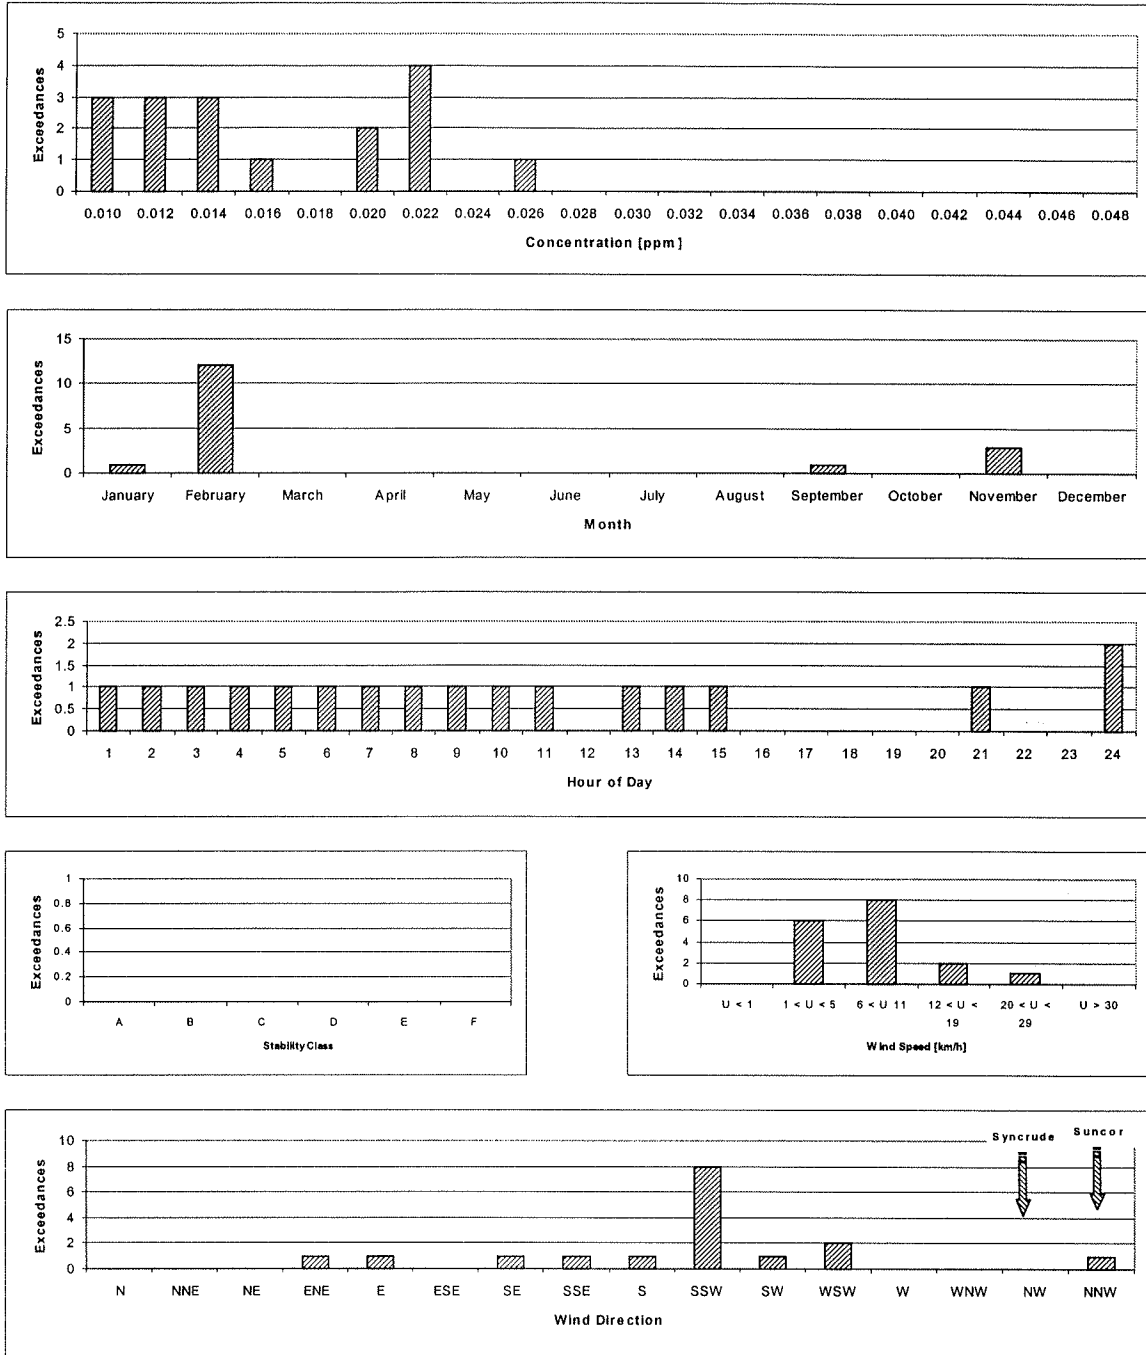 5
4
3
2
1
0
Exceedances
0.010 0.012 0.014 0.016 0.018 0.020 0.022 0.024 0.026 0.028 0.030 0.032 0.034 0.036 0.038 0.040 0.042 0.044 0.046 0.048
Concentration [ppm]
15
10
5
0
Exceedances
January February March April May June July August September October November December
Month
2.5
2
1.5
1
0.5
0
Exceedances
1 2 3 4 5 6 7 8 9 10 11 12 13 14 15 16 17 18 19 20 21 22 23 24
Hour of Day
1
0.8
0.6
0.4
0.2
0
Exceedances
A B C D E F
Stability Class
10
8
6
4
2
0
Exceedances
U < 1 1 < U < 5 6 < U 11 12 < U < 20 < U < U > 30
19 29
Wind Speed [km/h]
Syncrude Suncor
10
8
6
4
2
0
Exceedances
N NNE NE ENE E ESE SE SSE S SSW SW WSW W WNW NW NNW
Wind Direction